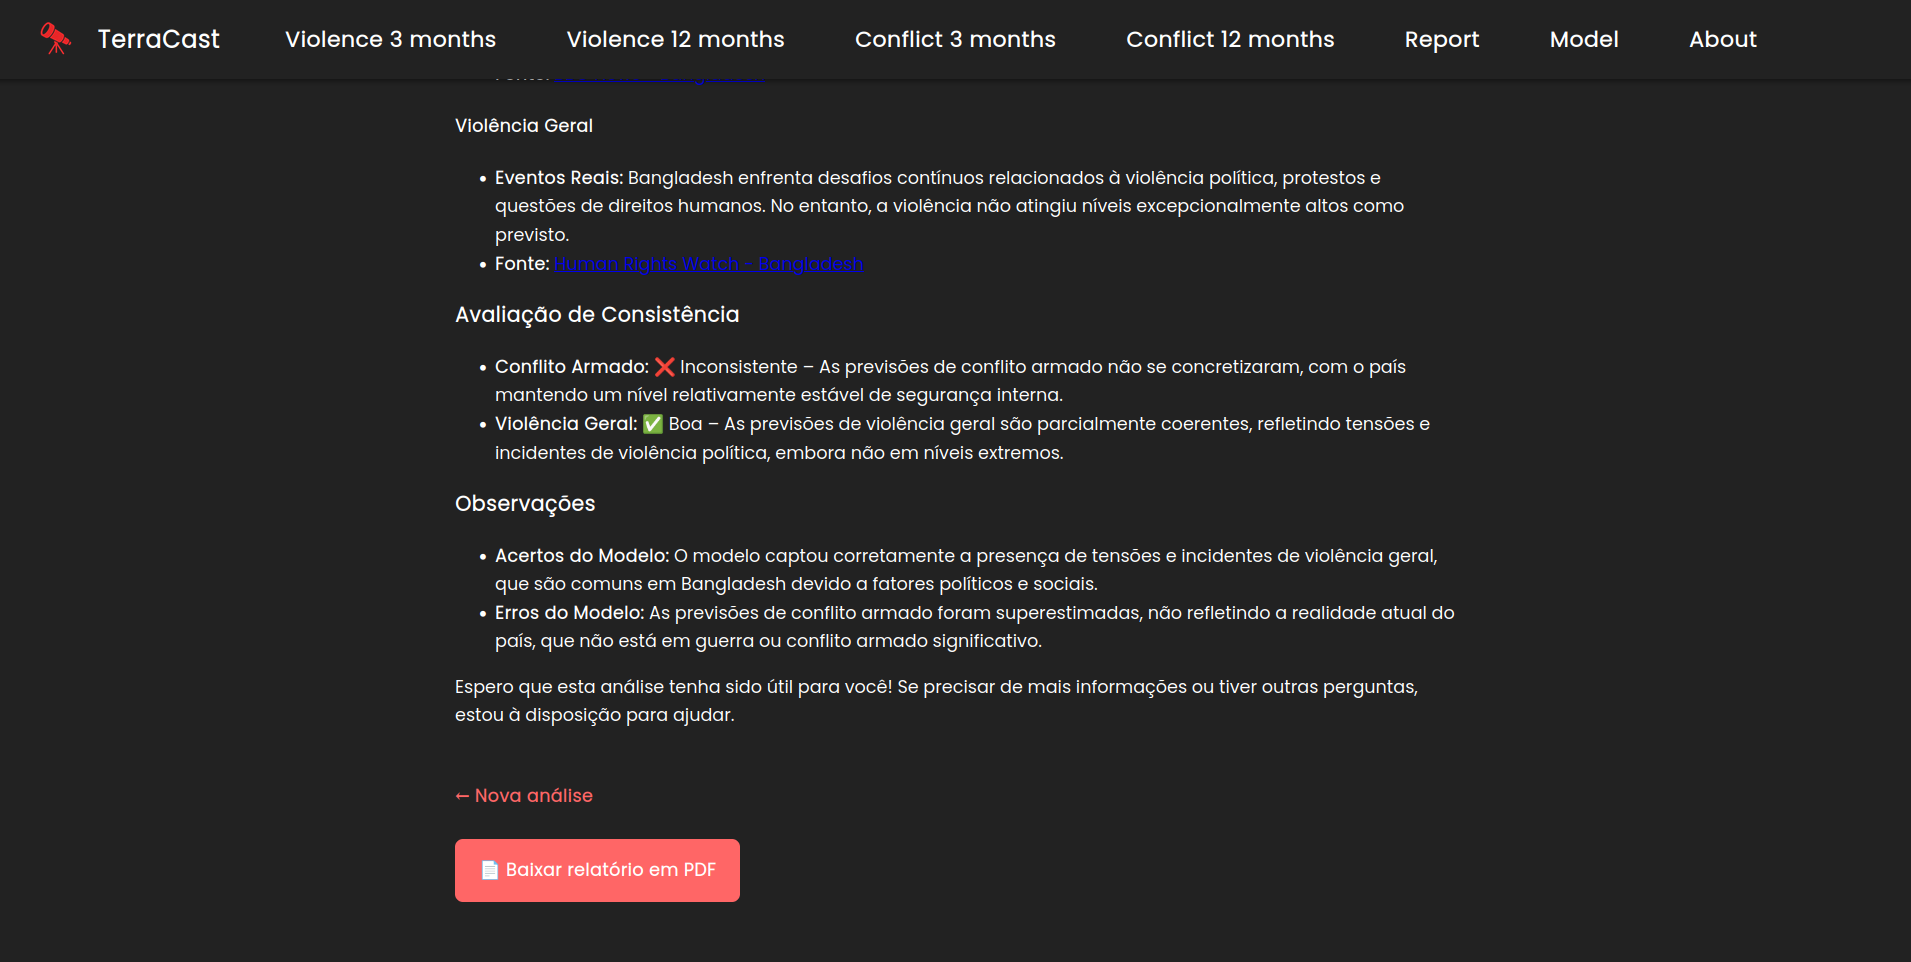 TerraCast Violence 3 months Violence 12 months Conflict 3 months Conflict 12 months Report Model About
Violência Geral
• Eventos Reais: Bangladesh enfrenta desafios contínuos relacionados à violência política, protestos e
questões de direitos humanos. No entanto, a violência não atingiu níveis excepcionalmente altos como
previsto.
• Fonte: Human Rights Watch - Bangladesh
Avaliação de Consistência
• Conflito Armado: ❌ Inconsistente – As previsões de conflito armado não se concretizaram, com o país
mantendo um nível relativamente estável de segurança interna.
• Violência Geral: ✅ Boa – As previsões de violência geral são parcialmente coerentes, refletindo tensões e
incidentes de violência política, embora não em níveis extremos.
Observações
• Acertos do Modelo: O modelo captou corretamente a presença de tensões e incidentes de violência geral,
que são comuns em Bangladesh devido a fatores políticos e sociais.
• Erros do Modelo: As previsões de conflito armado foram superestimadas, não refletindo a realidade atual do
país, que não está em guerra ou conflito armado significativo.
Espero que esta análise tenha sido útil para você! Se precisar de mais informações ou tiver outras perguntas,
estou à disposição para ajudar.
← Nova análise
📄 Baixar relatório em PDF